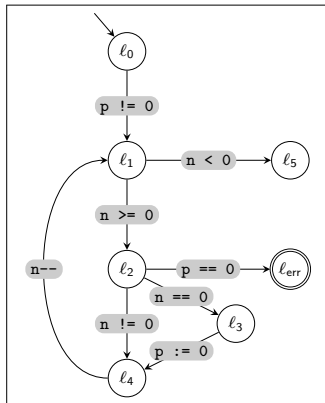 ℓ0
p != 0
ℓ1
n < 0
ℓ5
n >= 0
ℓ2
p == 0
ℓerr
n--
n == 0
n != 0
ℓ3
p := 0
ℓ4